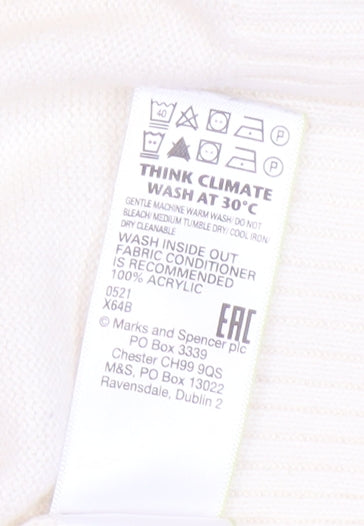 40
P
P
THINK CLIMATE
WASH AT 30°C
GENTLE MACHINE WARM WASH/ DO NOT
BLEACH/ MEDIUM TUMBLE DRY/ COOL IRON/
DRY CLEANABLE
WASH INSIDE OUT
FABRIC CONDITIONER
IS RECOMMENDED
100% ACRYLIC
0521
X64B
EAC
© Marks and Spencer plc
PO Box 3339
Chester CH99 9QS
M&S. PO Box 13022
Ravensdale, Dublin 2